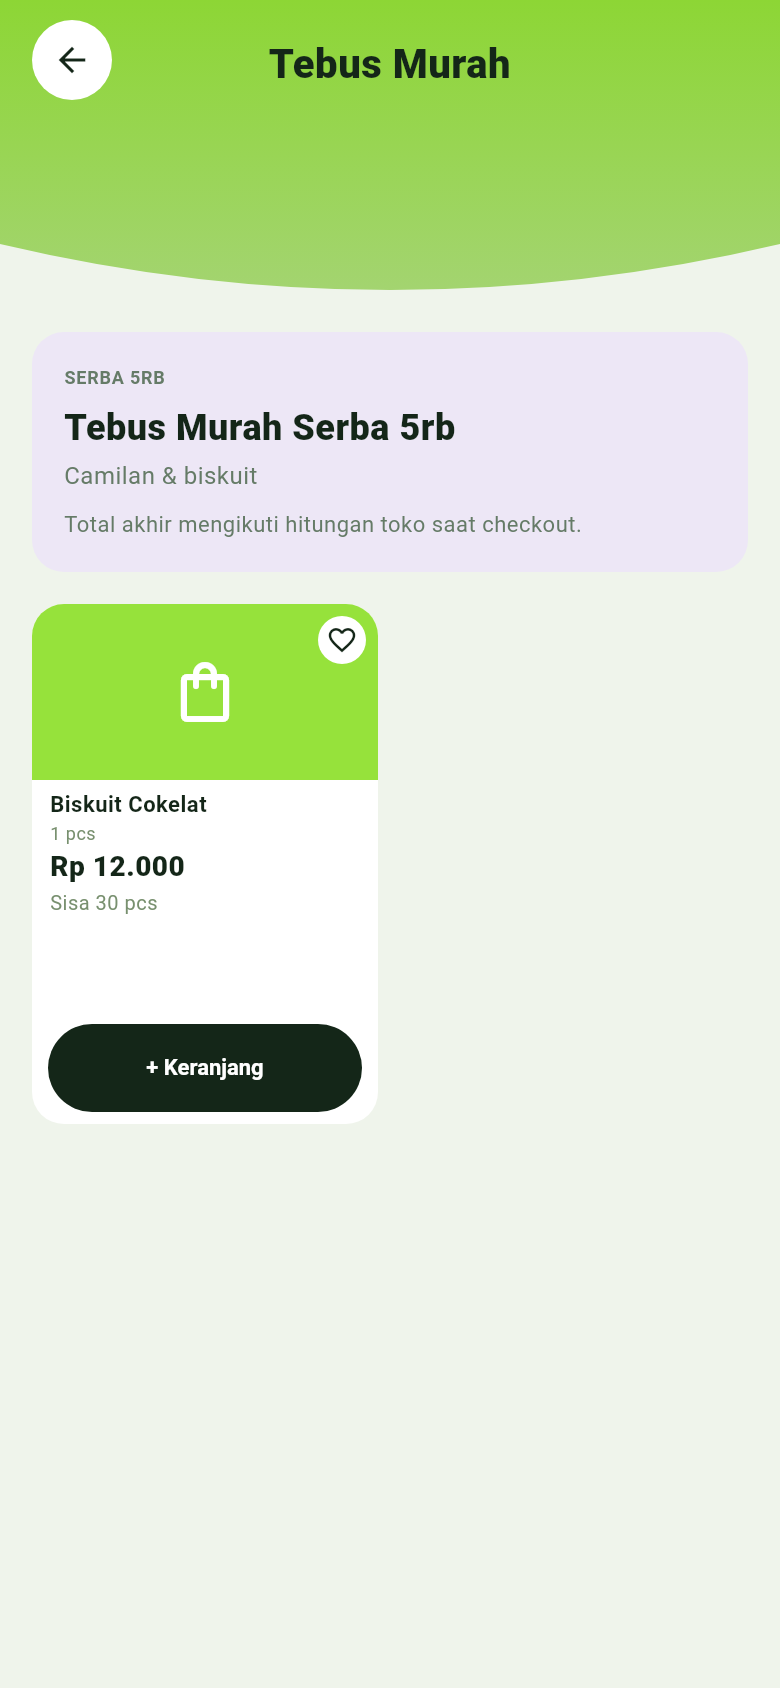 Tebus Murah
SERBA 5RB
Tebus Murah Serba 5rb
Camilan & biskuit
Total akhir mengikuti hitungan toko saat checkout.
Biskuit Cokelat
1 pcs
Rp 12.000
Sisa 30 pcs
+ Keranjang